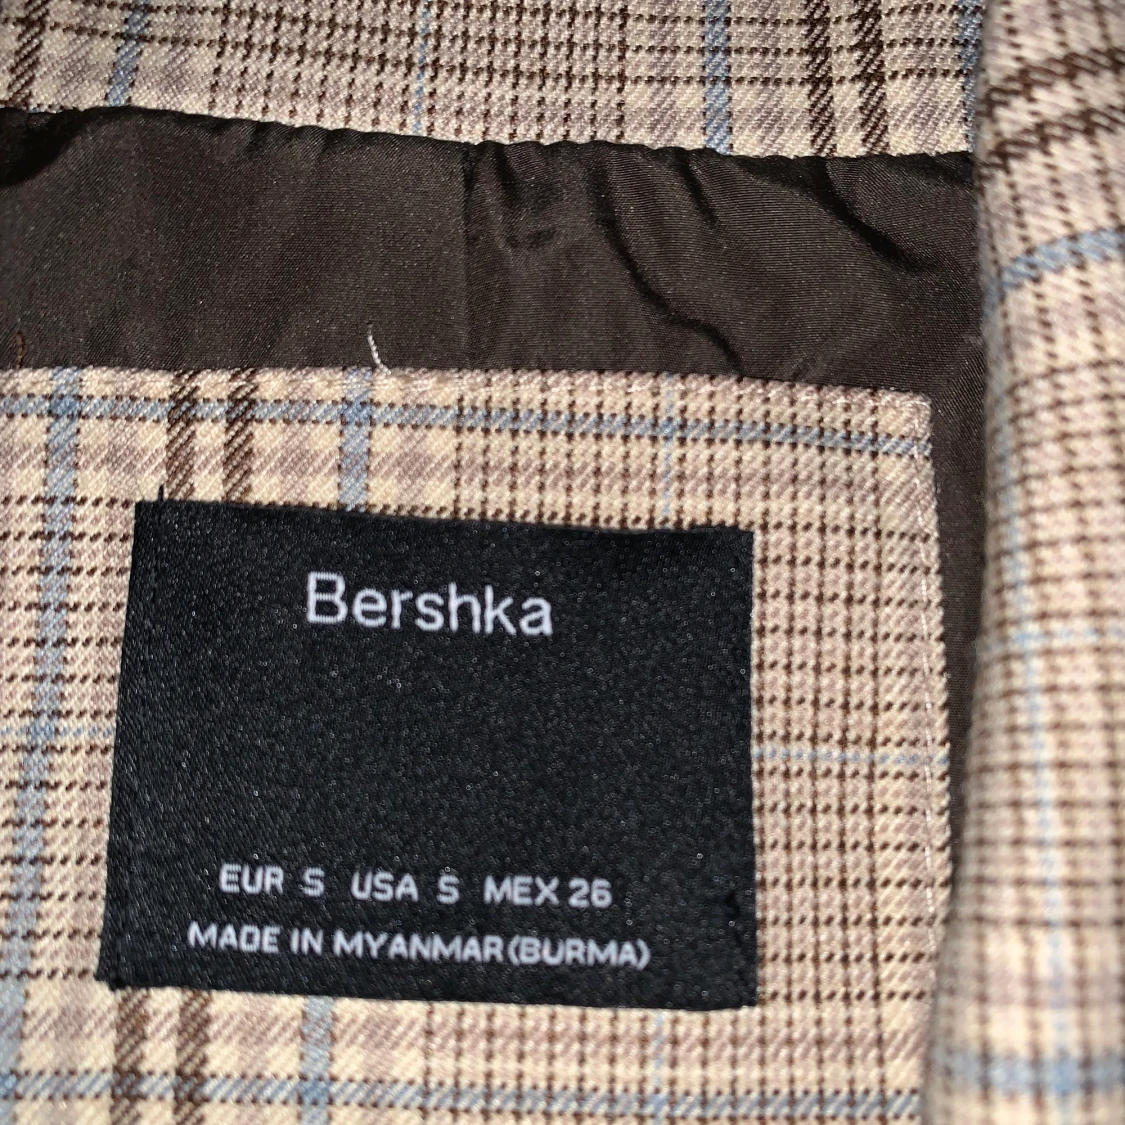 Bershka
EUR S USA S MEX 26
MADE IN MYANMAR (BURMA)